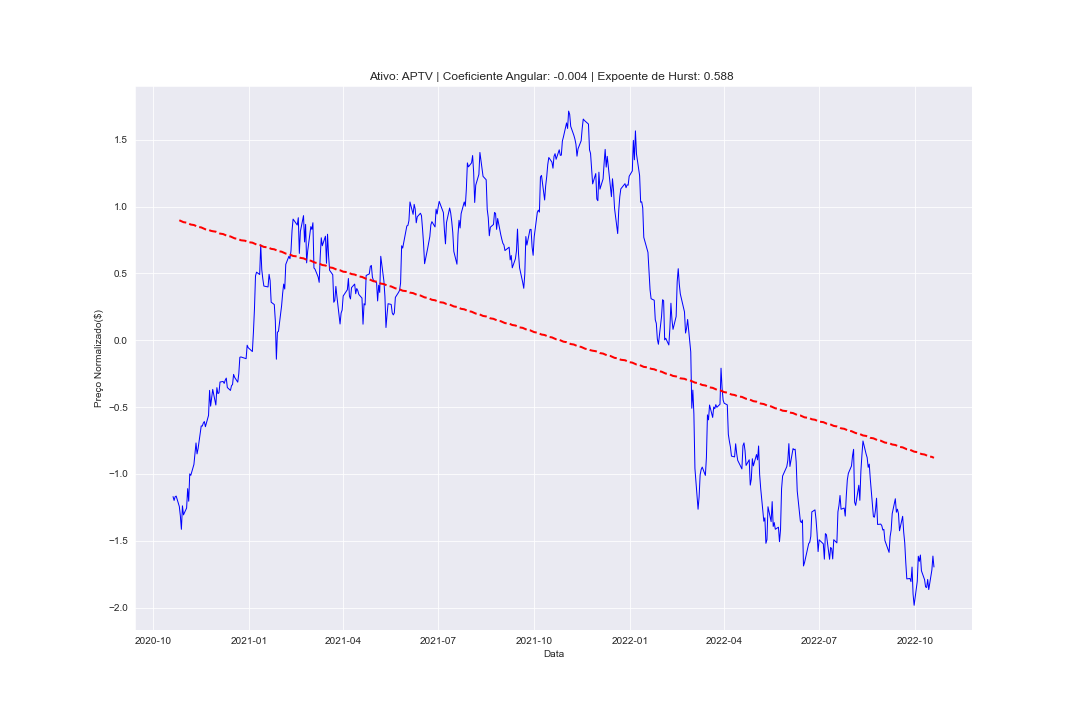 Ativo: APTV | Coeficiente Angular: -0.004 | Expoente de Hurst: 0.588
Preço Normalizado($)
1.5
1.0
0.5
0.0
−0.5
−1.0
−1.5
−2.0
2020-10 2021-01 2021-04 2021-07 2021-10 2022-01 2022-04 2022-07 2022-10
Data